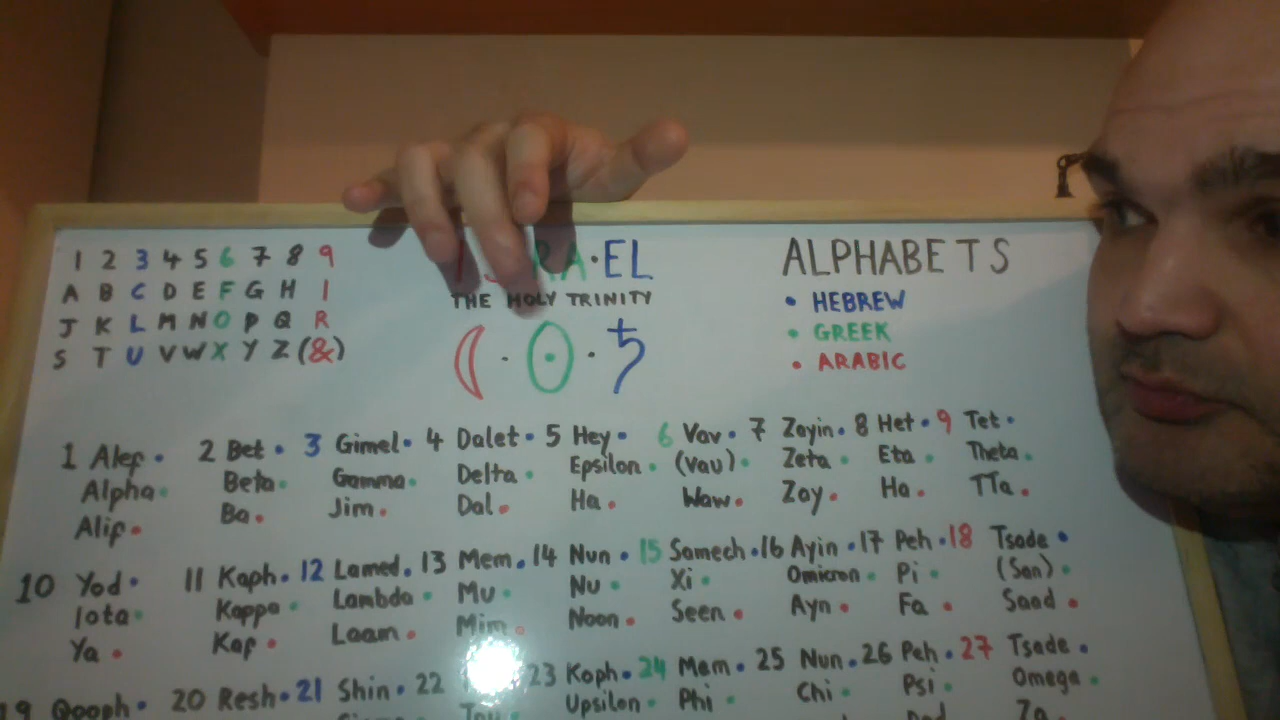 1 2 3 4 5 6 7 8 9
A B C D E F G H I
J K L M N O P Q R
S T U V W X Y Z (&)
RA·EL
THE HOLY TRINITY
ALPHABETS
• HEBREW
• GREEK
• ARABIC
1 Alef • 2 Bet • 3 Gimel • 4 Dalet • 5 Hey • 6 Vav • 7 Zayin • 8 Het • 9 Tet •
Alpha • Beta • Gamma • Delta • Epsilon • (Vau) • Zeta • Eta • Theta •
Alif • Ba • Jim • Dal • Ha • Waw • Zay • Ha • TTa •
10 Yod • 11 Kaph • 12 Lamed • 13 Mem • 14 Nun • 15 Samech • 16 Ayin • 17 Peh • 18 Tsade •
Iota • Kappa • Lambda • Mu • Nu • Xi • Omicron • Pi • (San) •
Ya • Kaf • Laam • Mim • Noon • Seen • Ayn • Fa • Saad •
19 Qooph • 20 Resh • 21 Shin • 22 23 Koph • 24 Mem • 25 Nun • 26 Peh • 27 Tsade •
Upsilon • Phi • Chi • Psi • Omega •